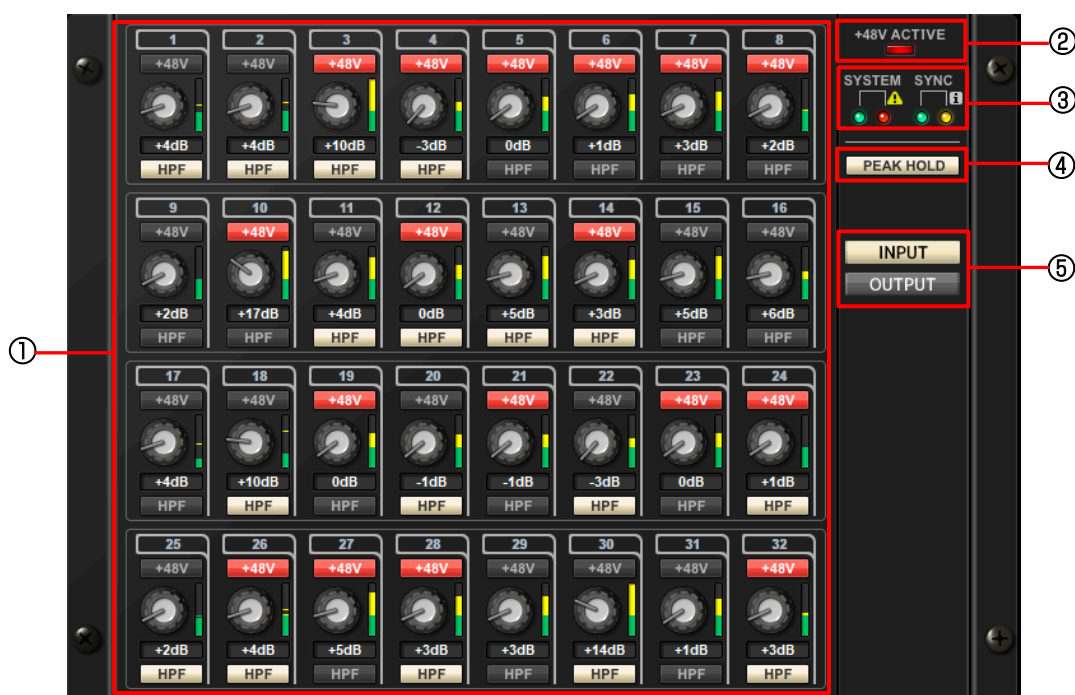 1 2 3 4 5 6 7 8
+48V +48V +48V +48V +48V +48V +48V +48V
+4dB +4dB +10dB -3dB 0dB +1dB +3dB +2dB
HPF HPF HPF HPF HPF HPF HPF HPF
9 10 11 12 13 14 15 16
+48V +48V +48V +48V +48V +48V +48V +48V
+2dB +17dB +4dB 0dB +5dB +3dB +5dB +6dB
HPF HPF HPF HPF HPF HPF HPF HPF
①
17 18 19 20 21 22 23 24
+48V +48V +48V +48V +48V +48V +48V +48V
+4dB +10dB 0dB -1dB -1dB -3dB 0dB +1dB
HPF HPF HPF HPF HPF HPF HPF HPF
25 26 27 28 29 30 31 32
+48V +48V +48V +48V +48V +48V +48V +48V
+2dB +4dB +5dB +3dB +3dB +14dB +1dB +3dB
HPF HPF HPF HPF HPF HPF HPF HPF
+48V ACTIVE
②
SYSTEM SYNC
③
PEAK HOLD
④
INPUT
OUTPUT
⑤